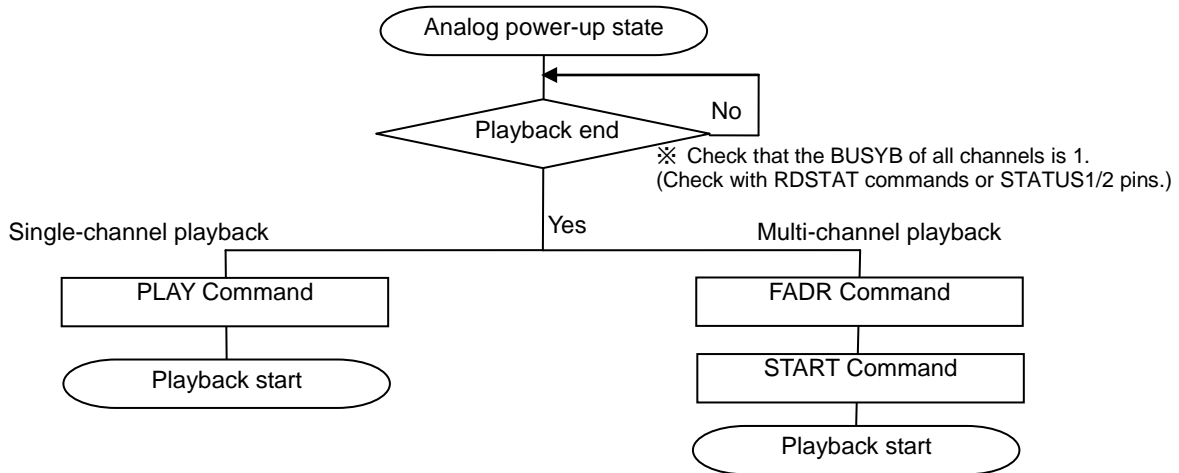 Analog power-up state
No
Playback end
※ Check that the BUSYB of all channels is 1.
(Check with RDSTAT commands or STATUS1/2 pins.)
Yes
Single-channel playback
Multi-channel playback
PLAY Command
FADR Command
START Command
Playback start
Playback start